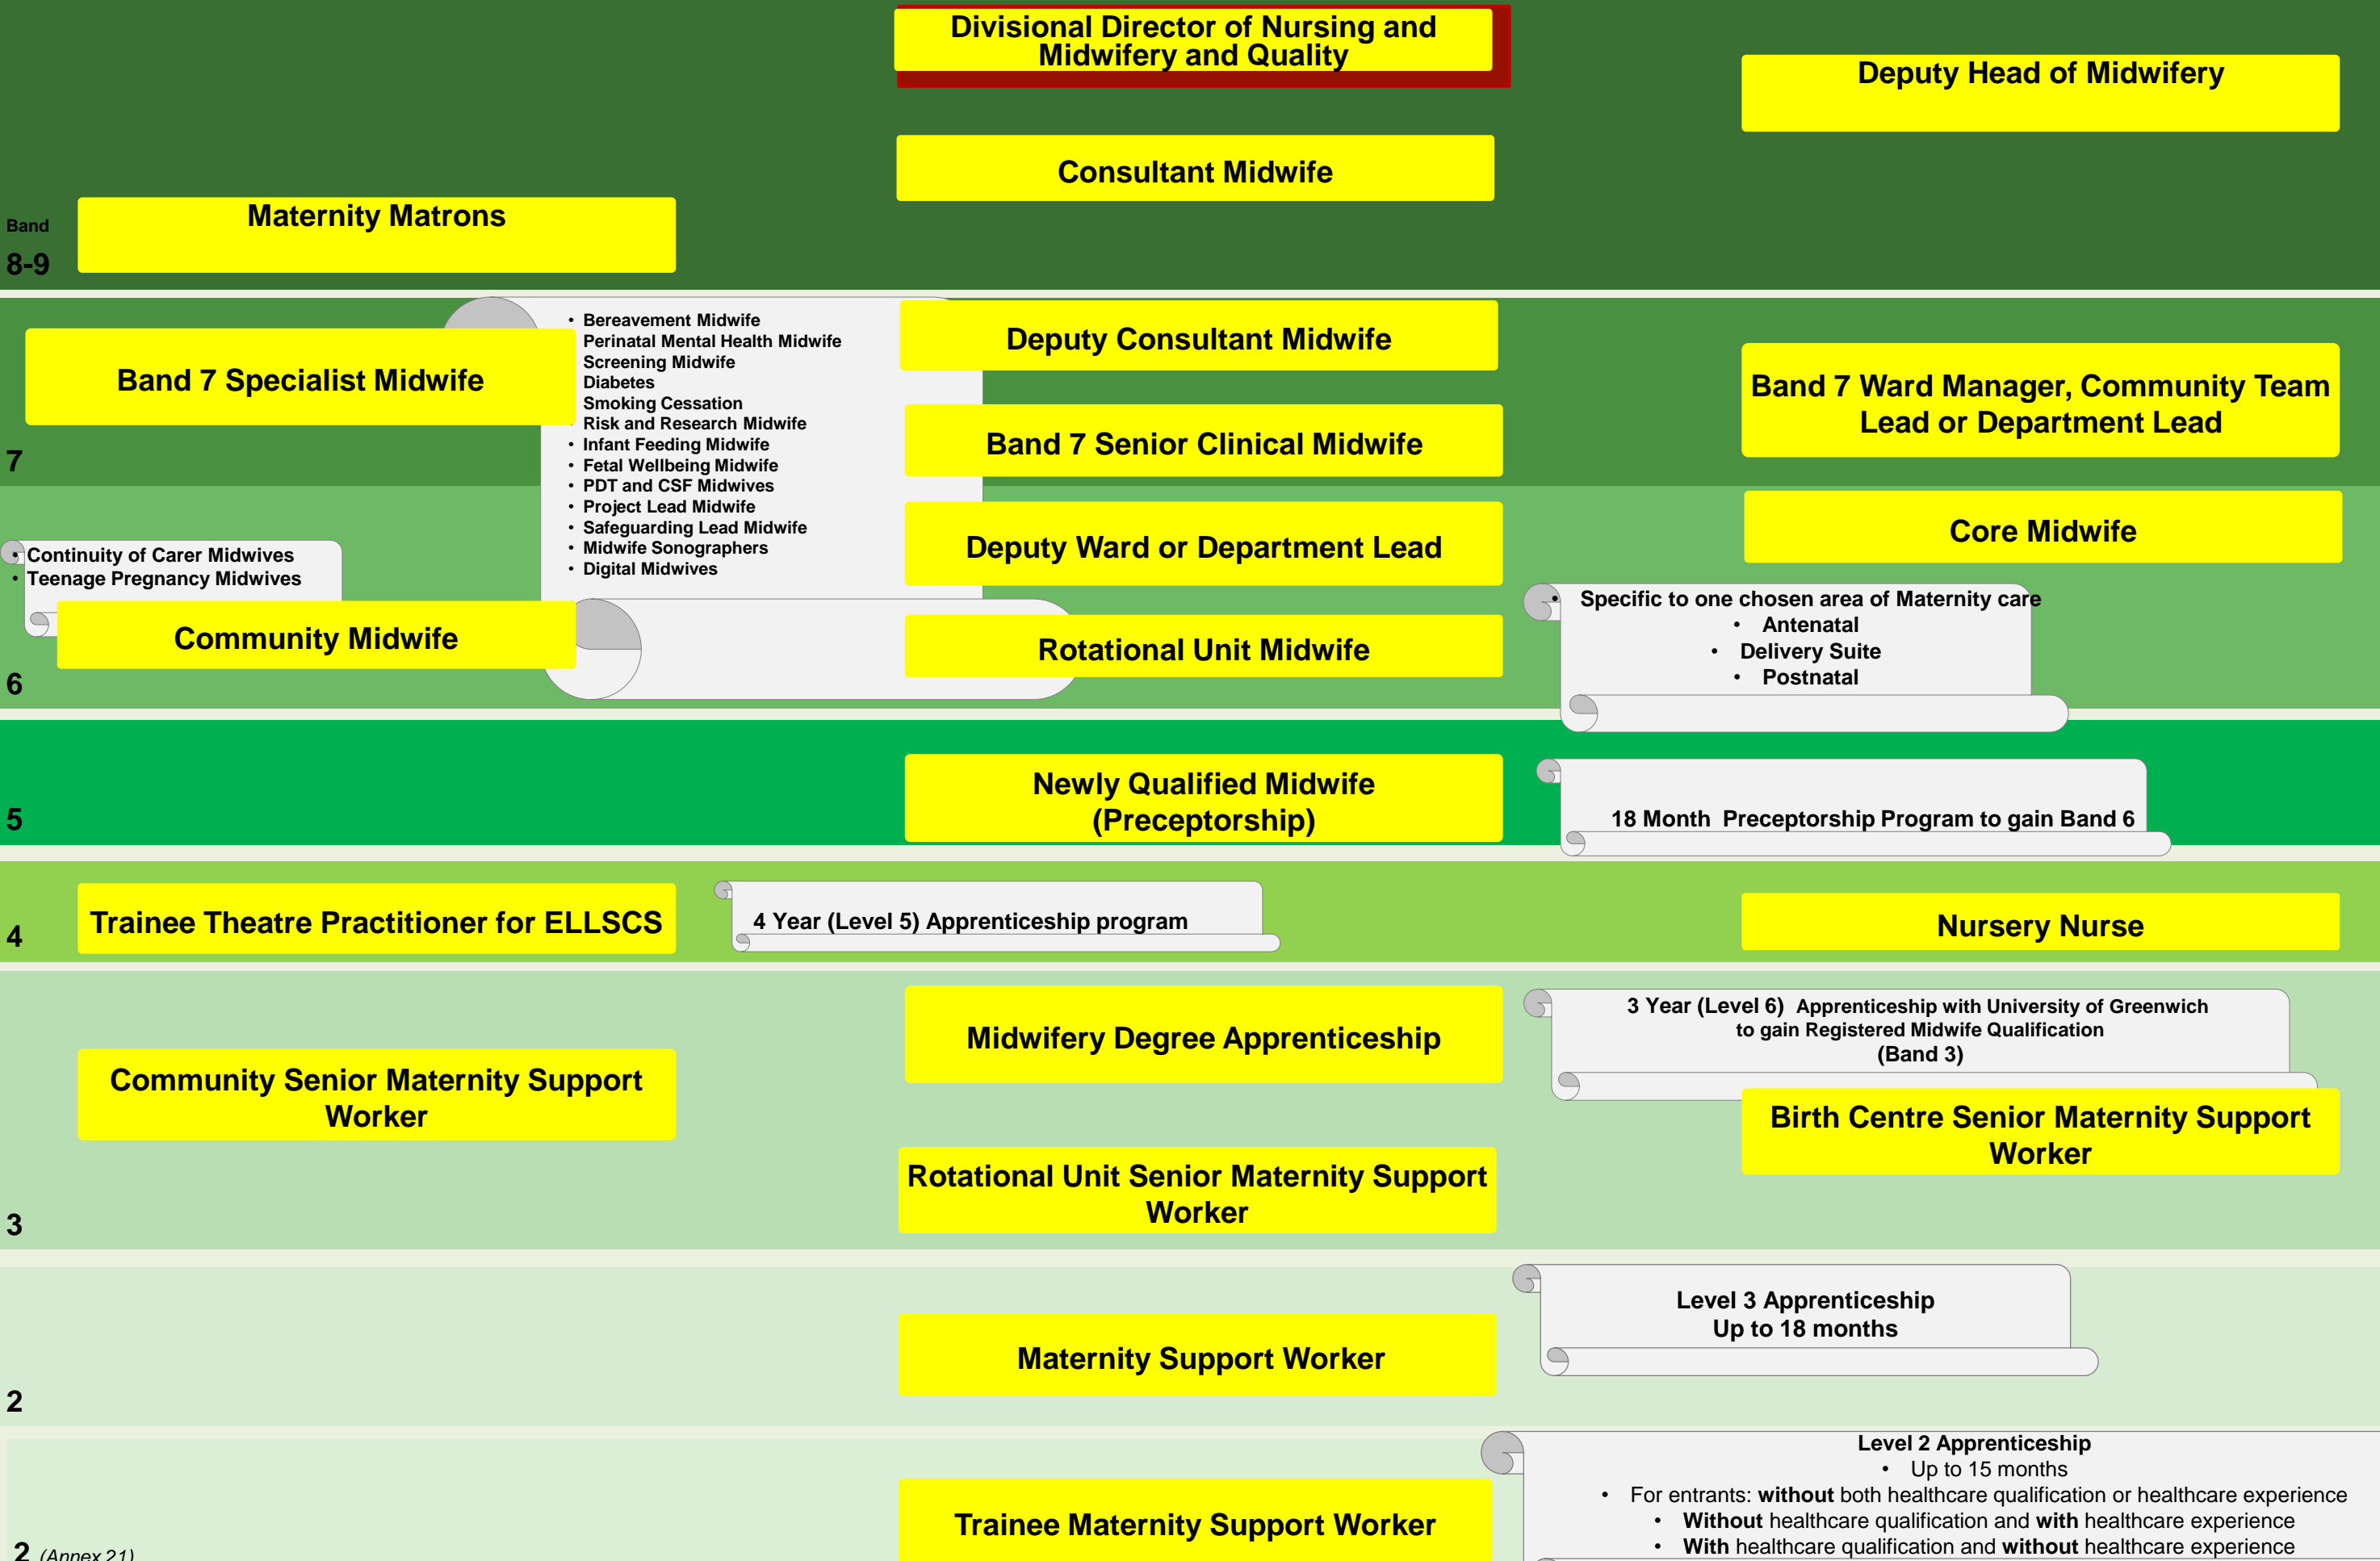 Divisional Director of Nursing and
Midwifery and Quality
Deputy Head of Midwifery
Consultant Midwife
Maternity Matrons
Band
8-9
Band 7 Specialist Midwife
• Bereavement Midwife
Perinatal Mental Health Midwife
Screening Midwife
Diabetes
Smoking Cessation
Risk and Research Midwife
• Infant Feeding Midwife
• Fetal Wellbeing Midwife
• PDT and CSF Midwives
• Project Lead Midwife
• Safeguarding Lead Midwife
• Midwife Sonographers
• Digital Midwives
Deputy Consultant Midwife
Band 7 Senior Clinical Midwife
Band 7 Ward Manager, Community Team
Lead or Department Lead
7
• Continuity of Carer Midwives
• Teenage Pregnancy Midwives
Community Midwife
Deputy Ward or Department Lead
Rotational Unit Midwife
Core Midwife
• Specific to one chosen area of Maternity care
• Antenatal
• Delivery Suite
• Postnatal
6
Newly Qualified Midwife
(Preceptorship)
18 Month Preceptorship Program to gain Band 6
5
Trainee Theatre Practitioner for ELLSCS
4 Year (Level 5) Apprenticeship program
Nursery Nurse
4
Midwifery Degree Apprenticeship
3 Year (Level 6) Apprenticeship with University of Greenwich
to gain Registered Midwife Qualification
(Band 3)
Community Senior Maternity Support
Worker
Birth Centre Senior Maternity Support
Worker
Rotational Unit Senior Maternity Support
Worker
3
Level 3 Apprenticeship
Up to 18 months
Maternity Support Worker
2
Level 2 Apprenticeship
• Up to 15 months
• For entrants: without both healthcare qualification or healthcare experience
• Without healthcare qualification and with healthcare experience
• With healthcare qualification and without healthcare experience
Trainee Maternity Support Worker
2 (Annex 21)